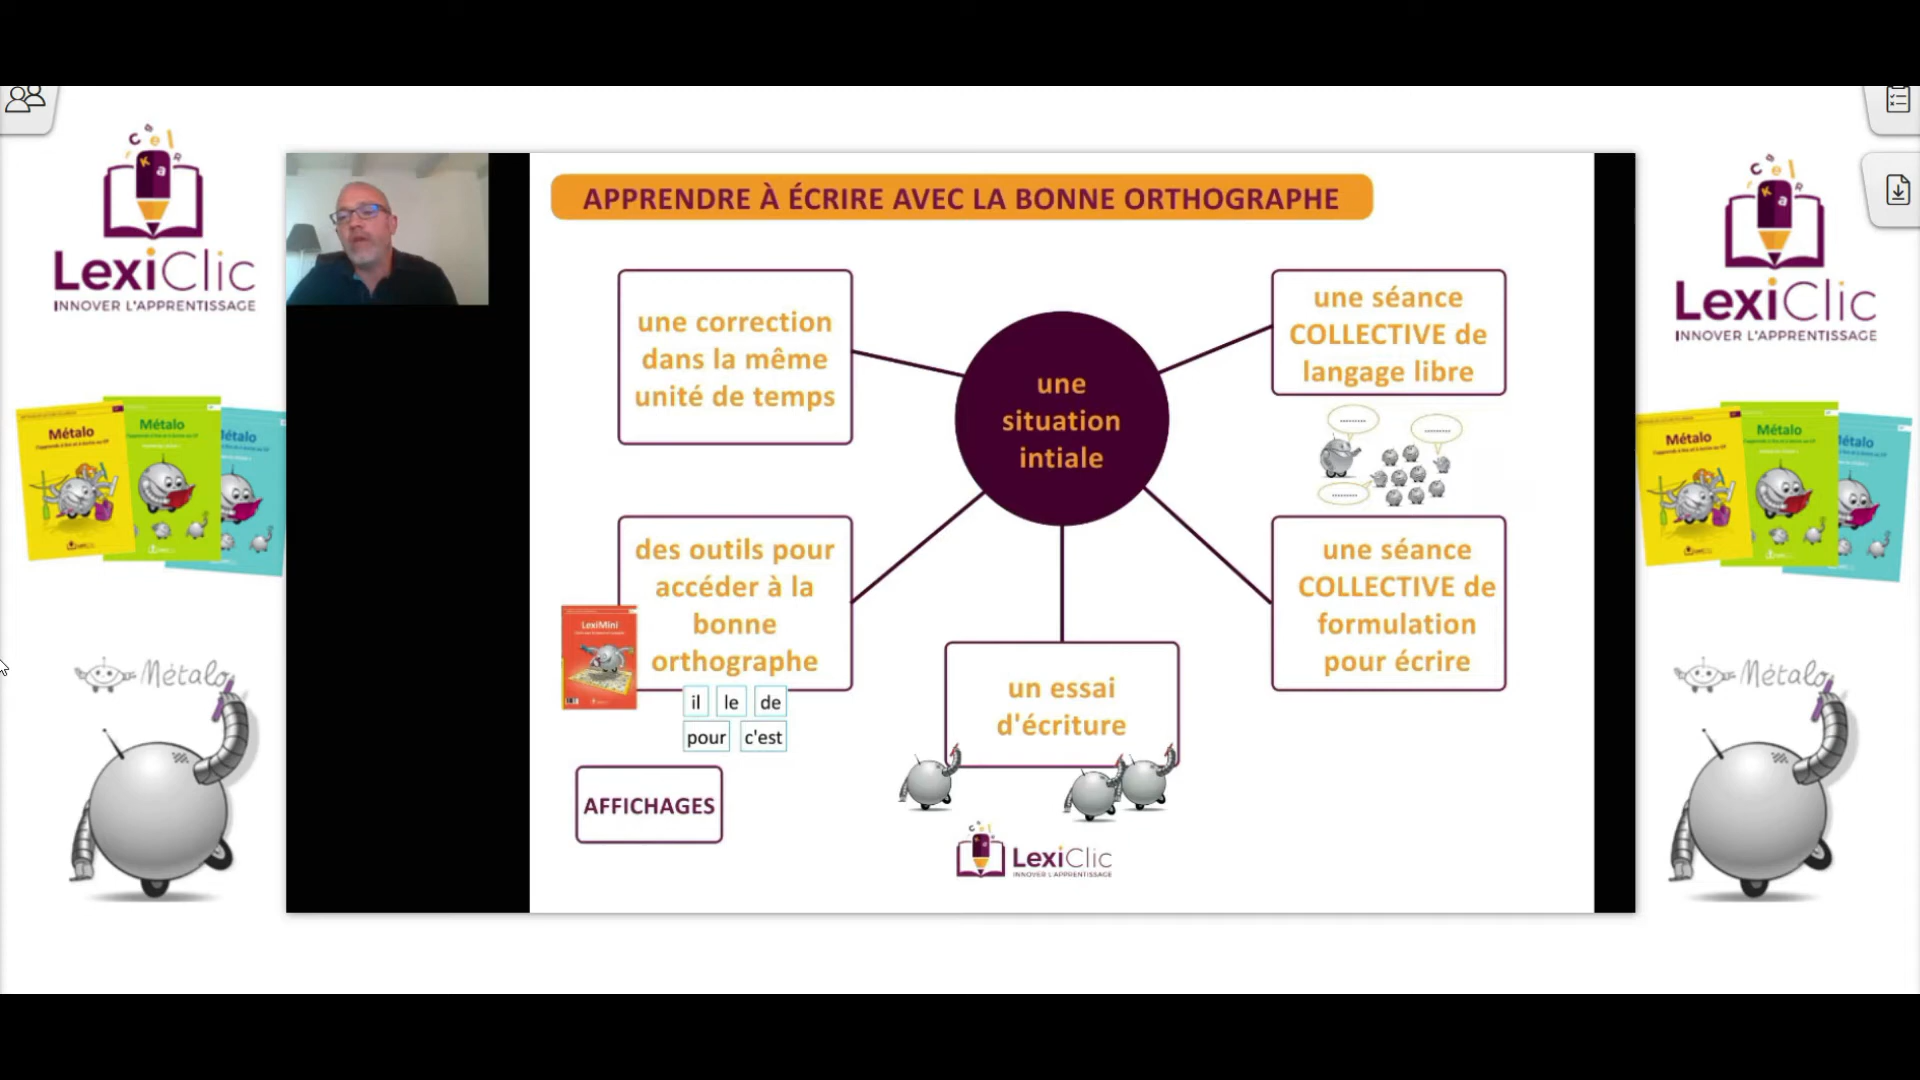 APPRENDRE À ÉCRIRE AVEC LA BONNE ORTHOGRAPHE
une correction
dans la même
unité de temps
une
situation
intiale
une séance
COLLECTIVE de
langage libre
des outils pour
accéder à la
bonne
orthographe
LexiMini
il le de
pour c'est
AFFICHAGES
un essai
d'écriture
une séance
COLLECTIVE de
formulation
pour écrire
LexiClic
INNOVER L'APPRENTISSAGE
LexiClic
INNOVER L'APPRENTISSAGE
Métalo
Métalo
Métalo
Métalo
LexiClic
INNOVER L'APPRENTISSAGE
Métalo
Métalo
Métalo